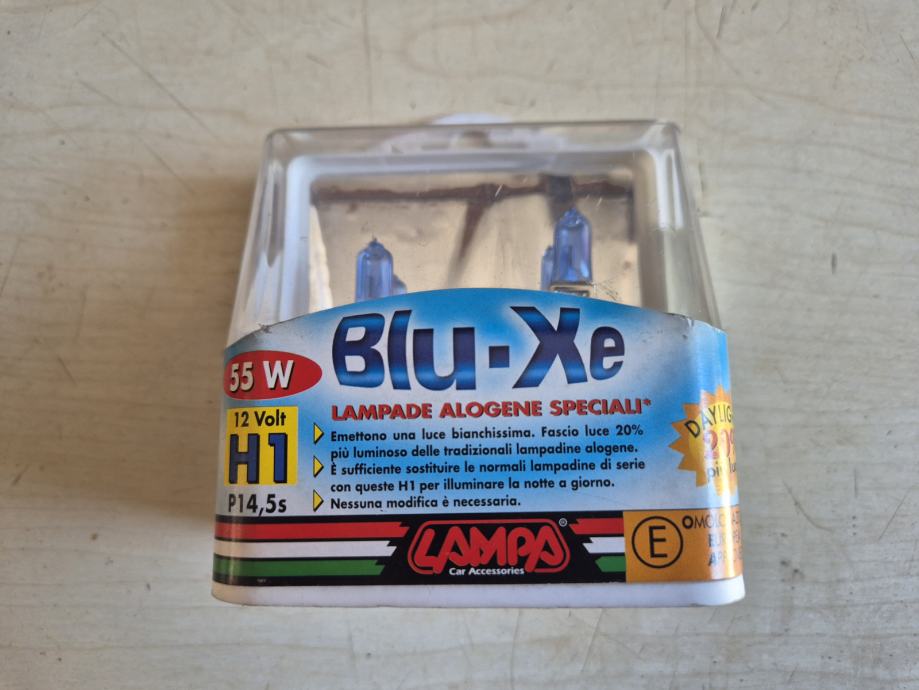 Blu-Xe
55 W
LAMPADE ALOGENE SPECIALI*
12 Volt
H1
P14,5s
Emettono una luce bianchissima. Fascio luce 20%
più luminoso delle tradizionali lampadine alogene.
È sufficiente sostituire le normali lampadine di serie
con queste H1 per illuminare la notte a giorno.
Nessuna modifica è necessaria.
LAMPA®
Car Accessories
E